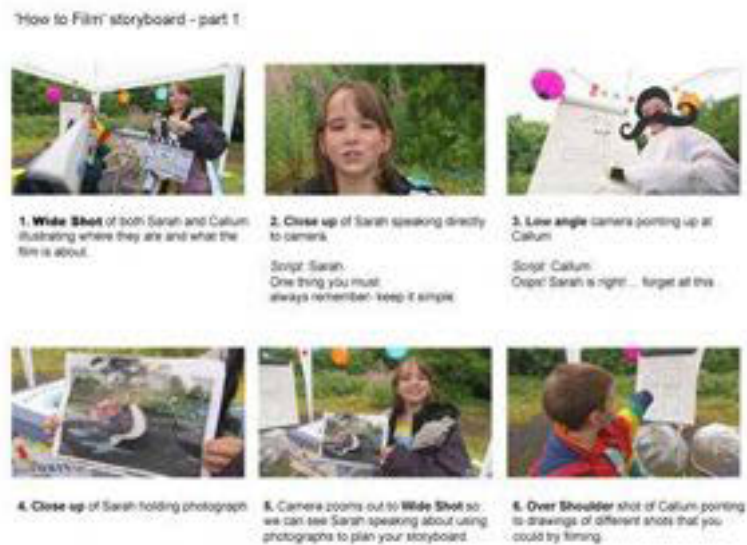 'How to Film' storyboard - part 1
1. Wide Shot of both Sarah and Callum
illustrating where they are and what the
film is about.
2. Close up of Sarah speaking directly
to camera.
Script: Sarah
One thing you must
always remember- keep it simple
3. Low angle camera pointing up at
Callum
Script: Callum
Oops! Sarah is right! ... forget all this
4. Close up of Sarah holding photograph
5. Camera zooms out to Wide Shot so
we can see Sarah speaking about using
photographs to plan your storyboard.
6. Over Shoulder shot of Callum pointing
to drawings of different shots that you
could try filming.